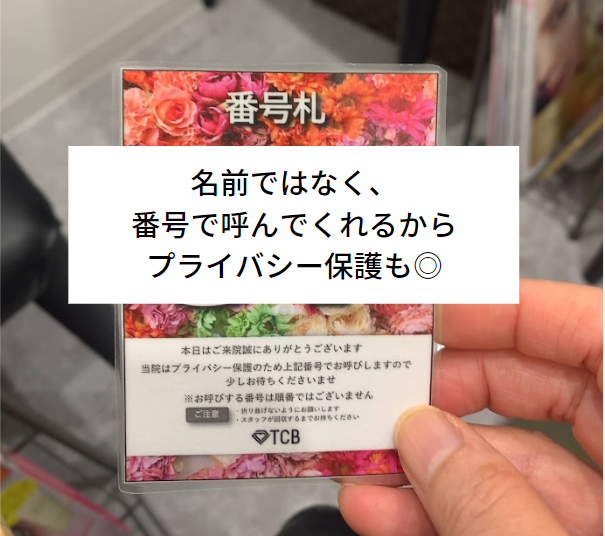 番号札
名前ではなく、
番号で呼んでくれるから
プライバシー保護も◎
本日はご来院誠にありがとうございます
当院はプライバシー保護のため上記番号でお呼びしますので
少しお待ちくださいませ
※お呼びする番号は順番ではございません
ご注意
・折り曲げないようにお願いします
・スタッフが回収するまでお持ちください
TCB